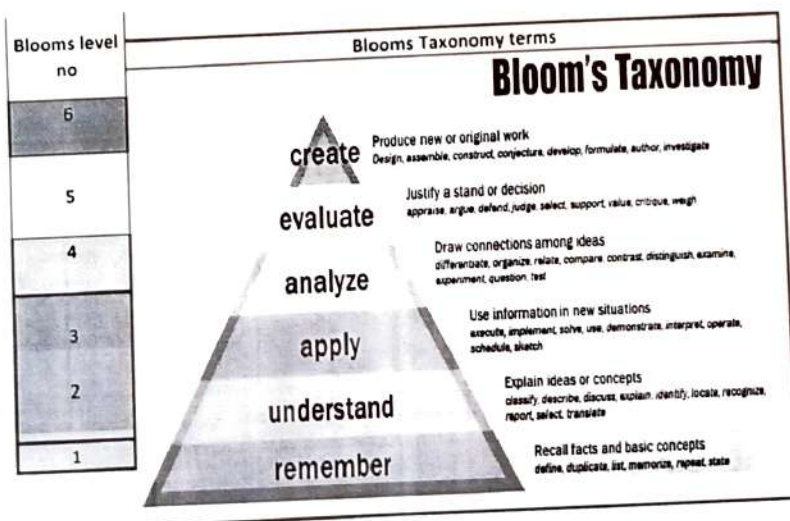 Blooms level
no
Blooms Taxonomy terms
Bloom's Taxonomy
6
create
Produce new or original work
Design, assemble, construct, conjecture, develop, formulate, author, investigate
5
evaluate
Justify a stand or decision
appraise, argue, defend, judge, select, support, value, critique, weigh
4
analyze
Draw connections among ideas
differentiate, organize, relate, compare, contrast, distinguish, examine,
experiment, question, test
3
apply
Use information in new situations
execute, implement, solve, use, demonstrate, interpret, operate,
schedule, sketch
2
understand
Explain ideas or concepts
classify, describe, discuss, explain, identify, locate, recognize,
report, select, translate
1
remember
Recall facts and basic concepts
define, duplicate, list, memorize, repeat, state